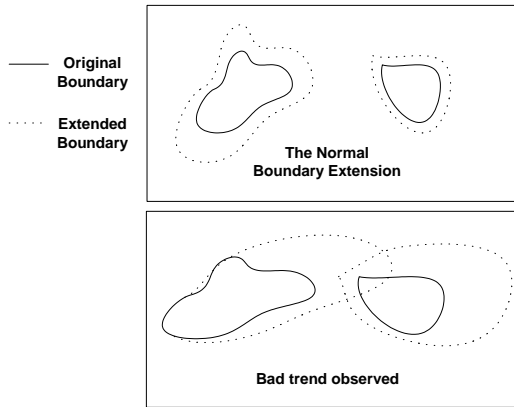 Original
Boundary
Extended
Boundary
The Normal
Boundary Extension
Bad trend observed